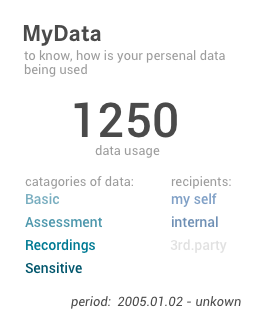 MyData
to know, how is your persenal data
being used
1250
data usage
catagories of data:
recipients:
Basic
my self
Assessment
internal
Recordings
3rd.party
Sensitive
period: 2005.01.02 - unkown